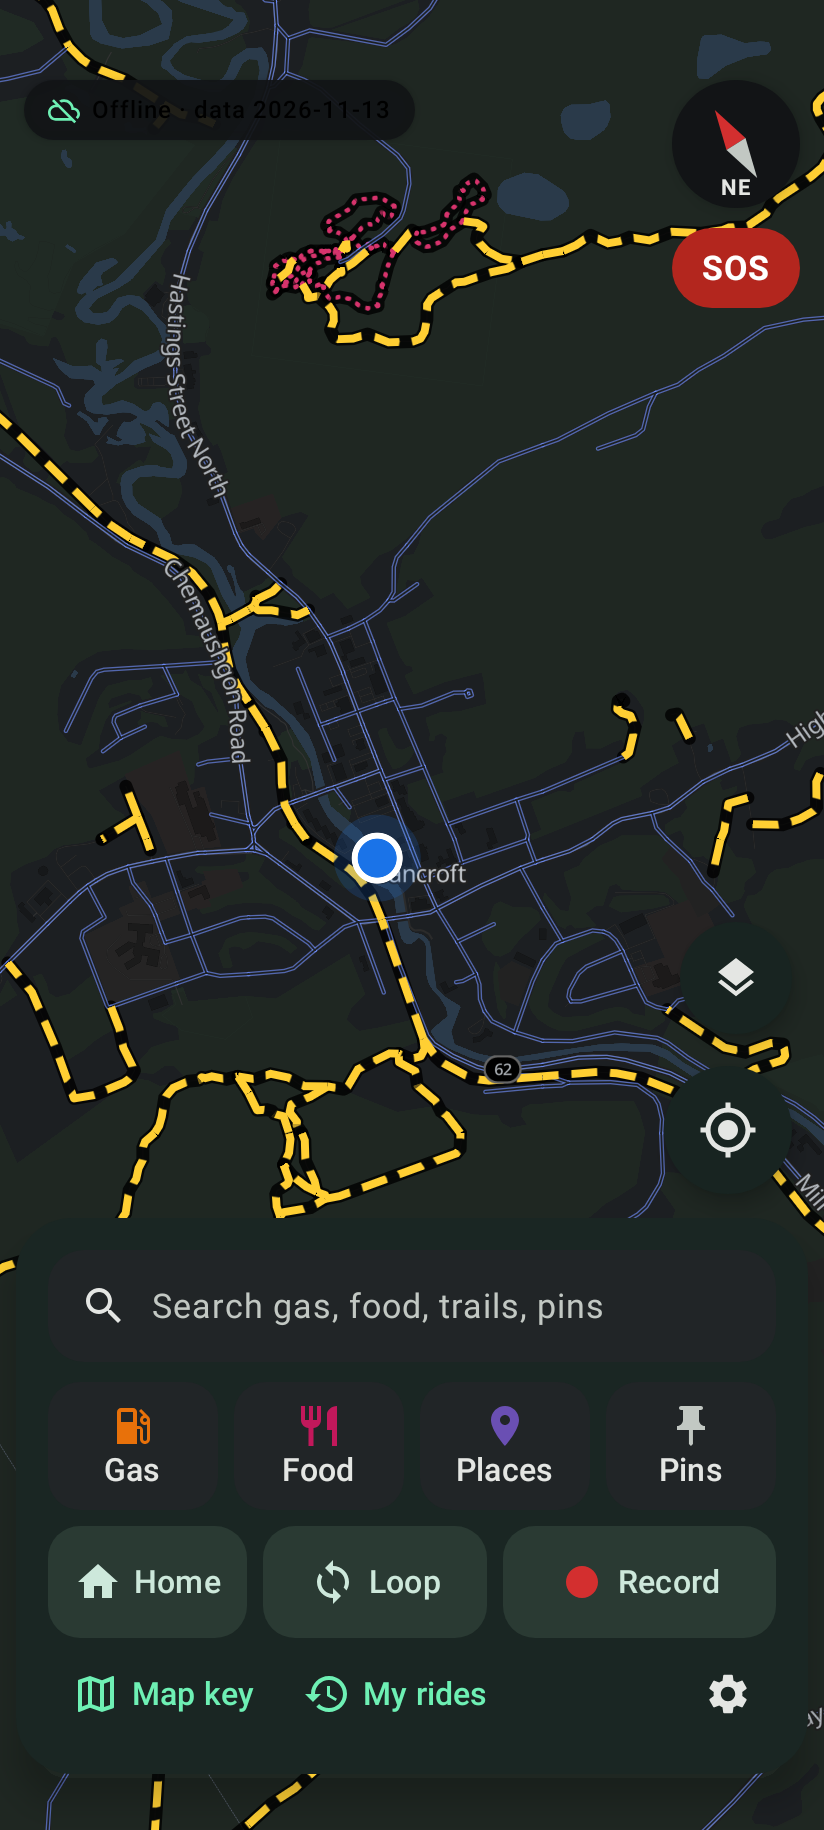 Offline · data 2026-11-13
NE
SOS
Hastings Street North
Chemaushgon Road
62
Search gas, food, trails, pins
Gas
Food
Places
Pins
Home
Loop
Record
Map key
My rides